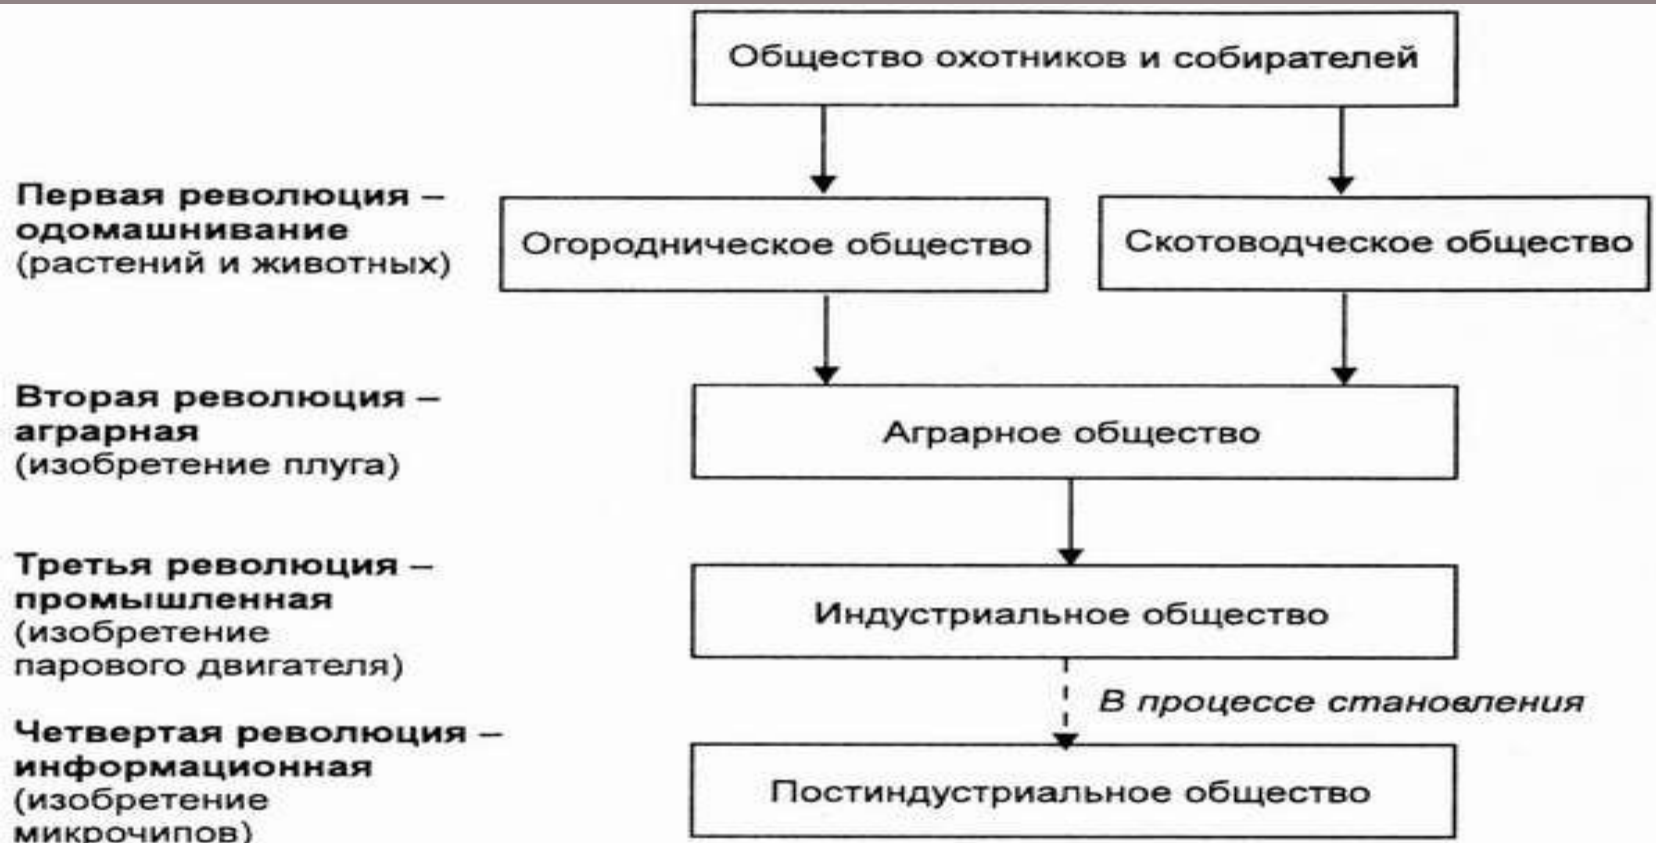 Общество охотников и собирателей
Первая революция –
одомашнивание
(растений и животных)
Огородническое общество
Скотоводческое общество
Вторая революция –
аграрная
(изобретение плуга)
Аграрное общество
Третья революция –
промышленная
(изобретение
парового двигателя)
Индустриальное общество
В процессе становления
Четвертая революция –
информационная
(изобретение
микрочипов)
Постиндустриальное общество